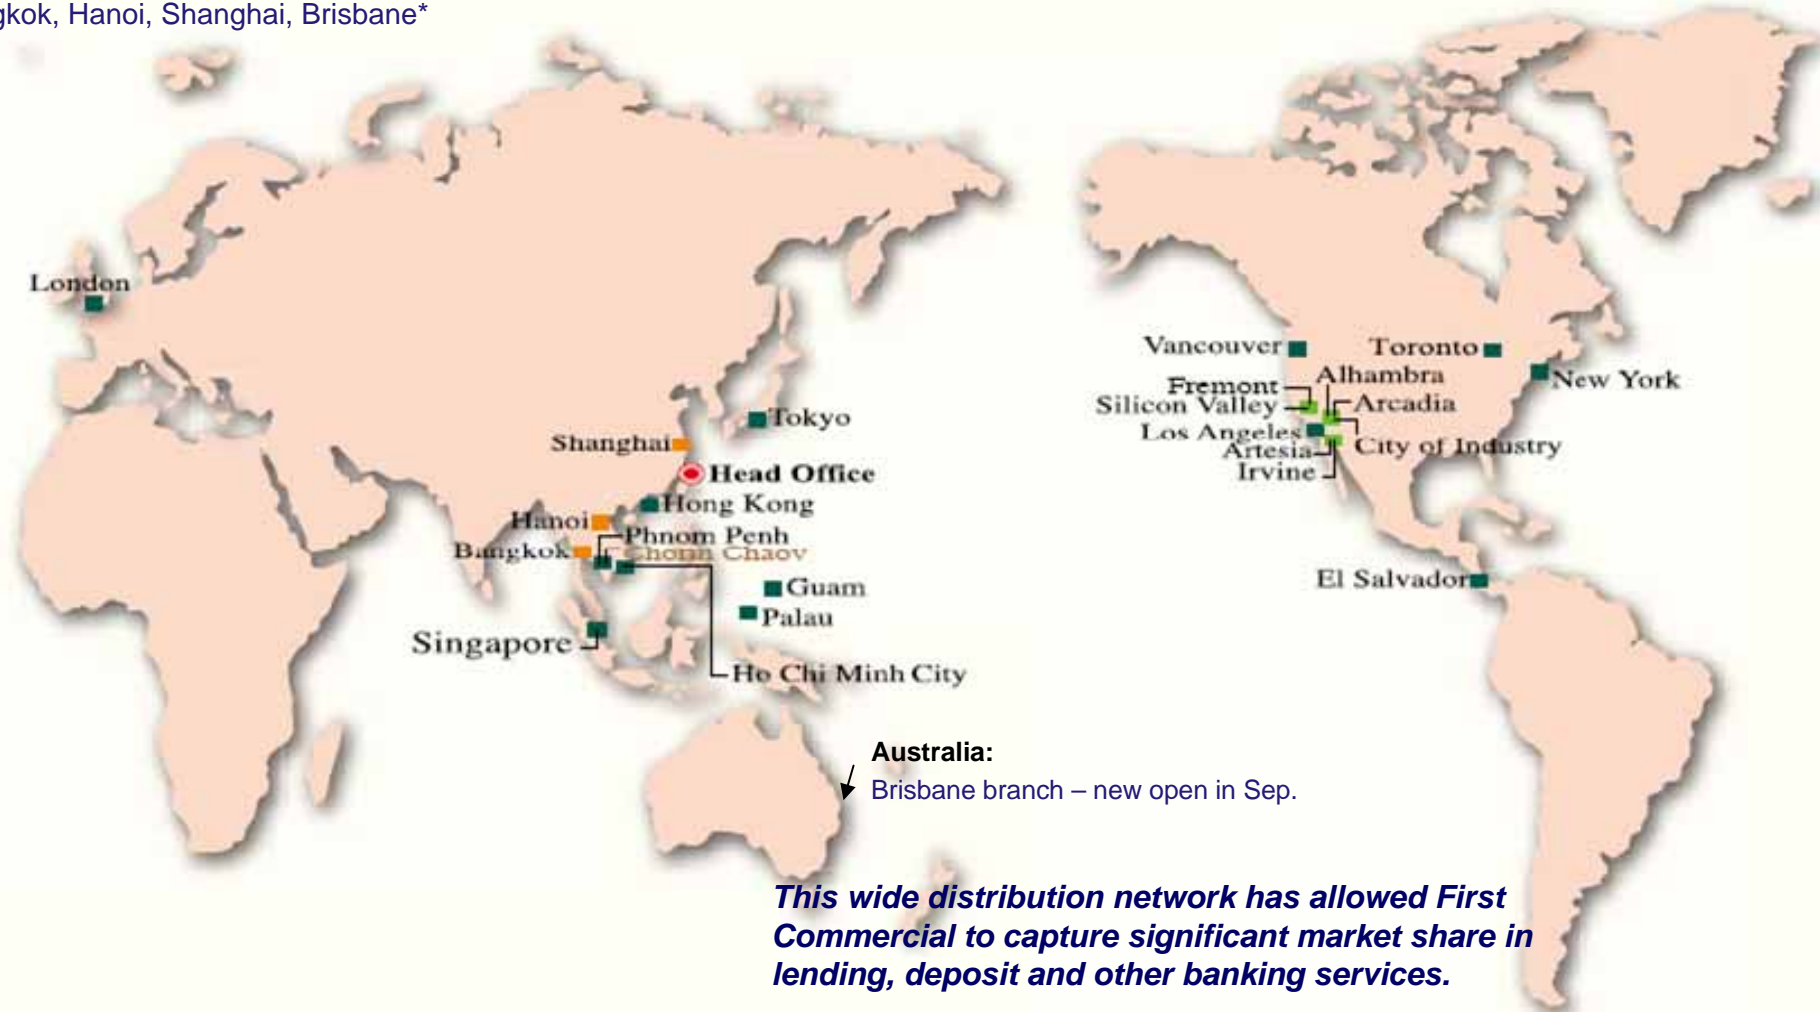 gkok, Hanoi, Shanghai, Brisbane*
London
Vancouver
Toronto
Fremont
Alhambra
New York
Silicon Valley
Arcadia
Los Angeles
City of Industry
Artesia
Irvine
Tokyo
Shanghai
Head Office
Hong Kong
Hanoi
Phnom Penh
Bangkok
Chorm Chaov
El Salvador
Guam
Palau
Singapore
Ho Chi Minh City
Australia:
Brisbane branch – new open in Sep.
This wide distribution network has allowed First
Commercial to capture significant market share in
lending, deposit and other banking services.